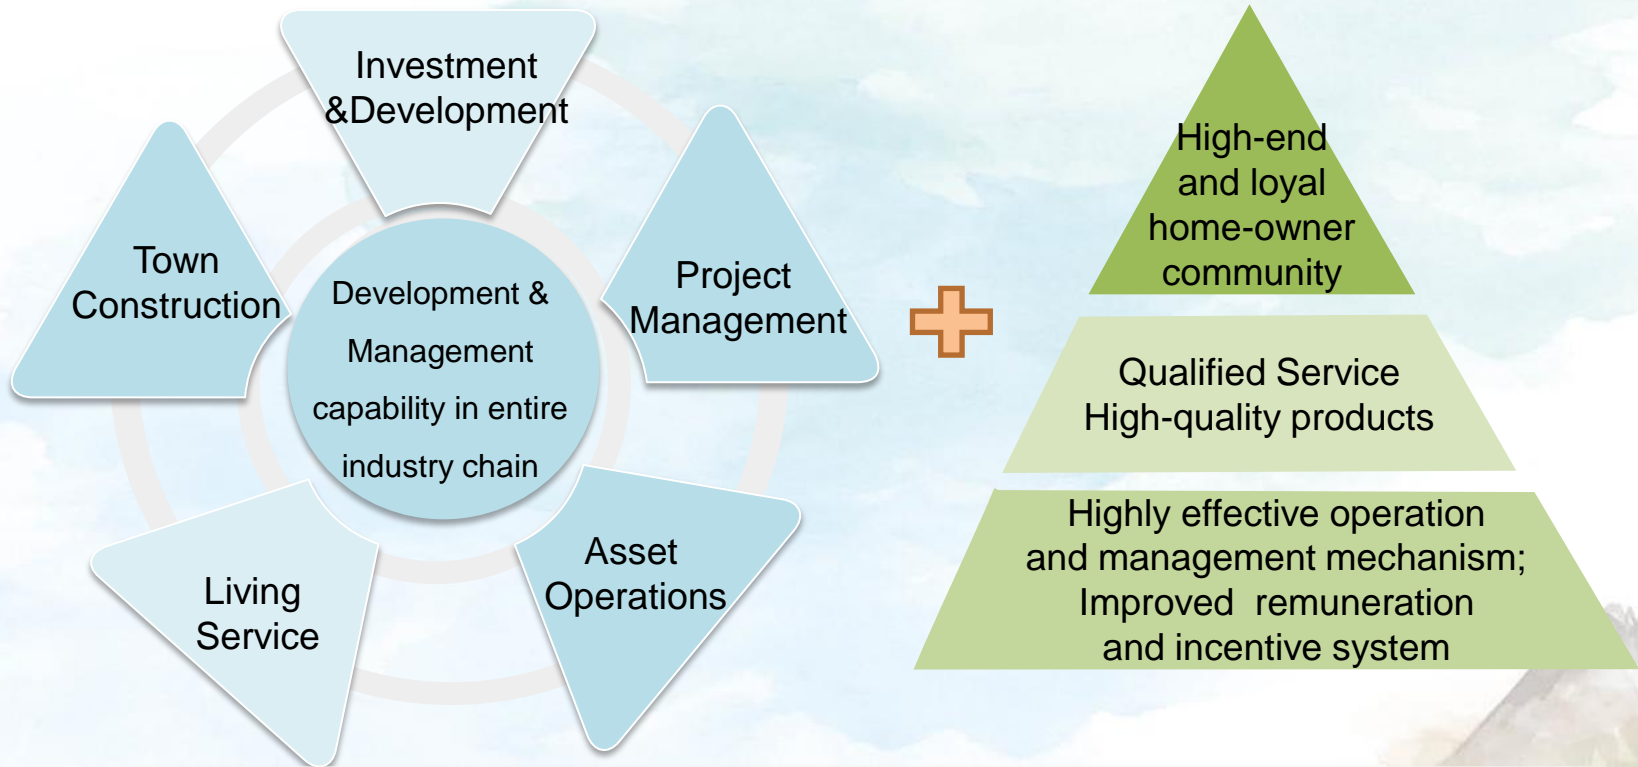 Investment
&Development
Town
Construction
Project
Management
Development &
Management
capability in entire
industry chain
Living
Service
Asset
Operations
High-end
and loyal
home-owner
community
Qualified Service
High-quality products
Highly effective operation
and management mechanism;
Improved  remuneration
and incentive system